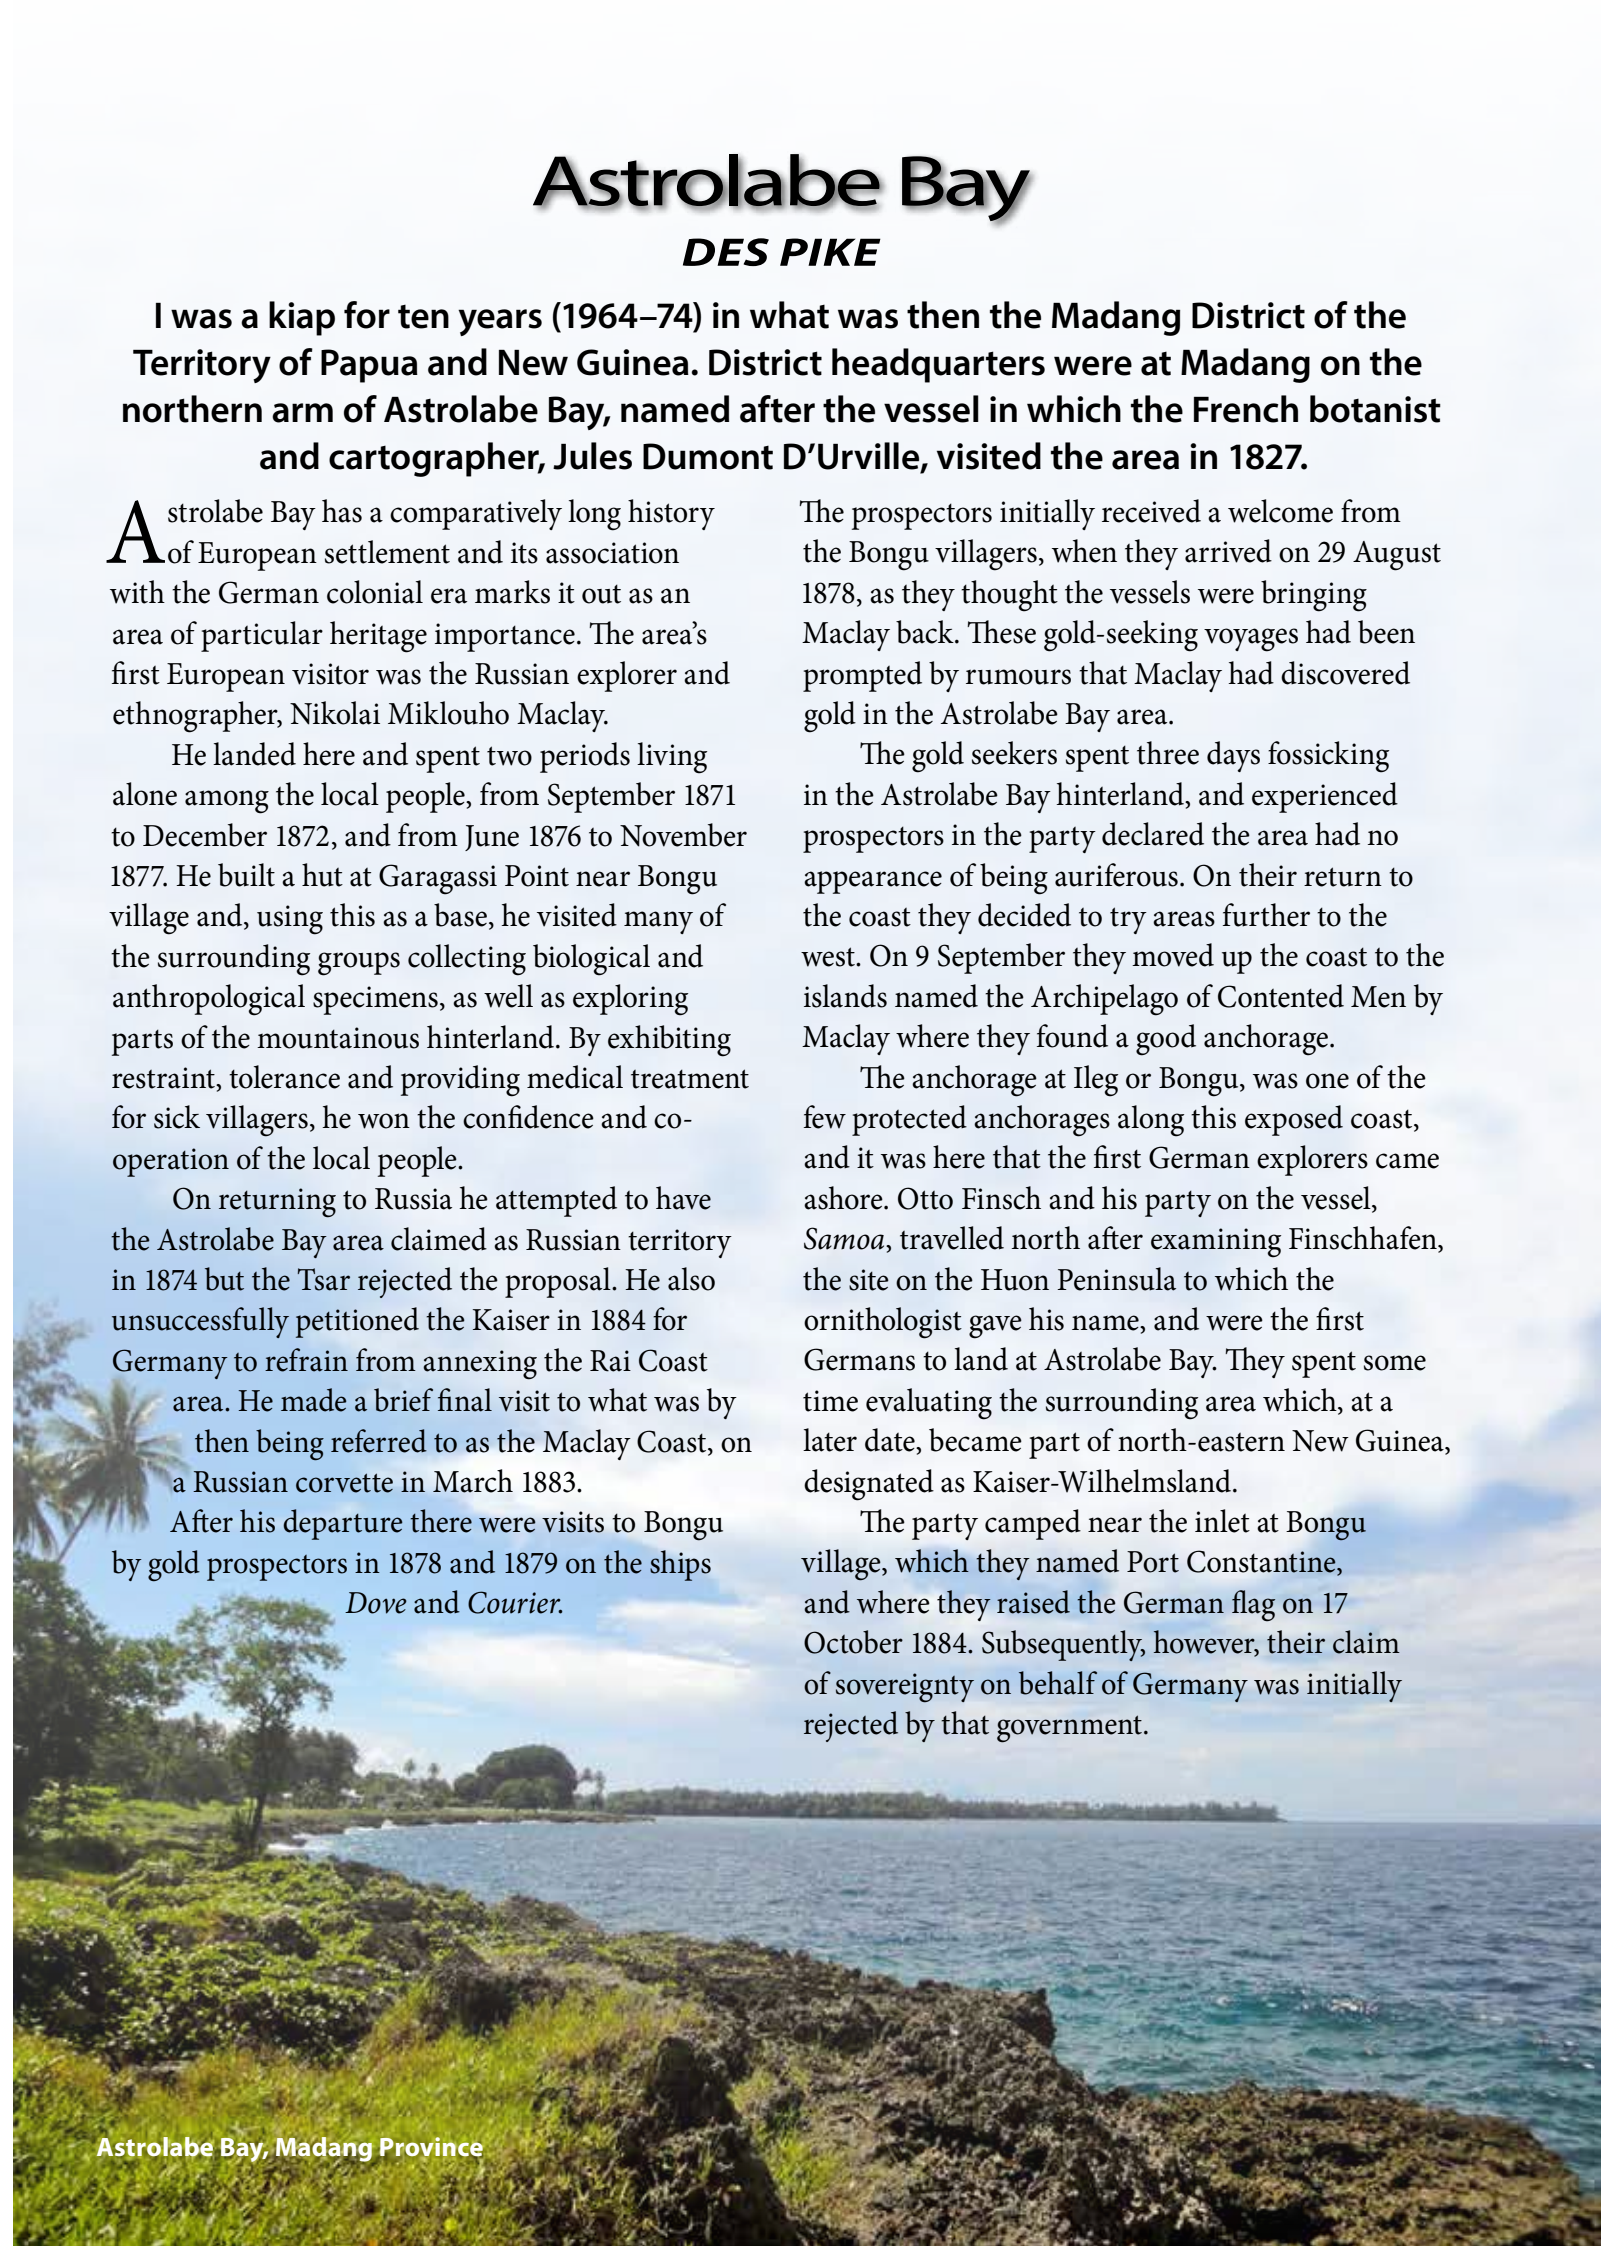 Astrolabe Bay
DES PIKE
I was a kiap for ten years (1964–74) in what was then the Madang District of the
Territory of Papua and New Guinea. District headquarters were at Madang on the
northern arm of Astrolabe Bay, named after the vessel in which the French botanist
and cartographer, Jules Dumont D’Urville, visited the area in 1827.
Astrolabe Bay has a comparatively long history
of European settlement and its association
with the German colonial era marks it out as an
area of particular heritage importance. The area’s
first European visitor was the Russian explorer and
ethnographer, Nikolai Miklouho Maclay.
He landed here and spent two periods living
alone among the local people, from September 1871
to December 1872, and from June 1876 to November
1877. He built a hut at Garagassi Point near Bongu
village and, using this as a base, he visited many of
the surrounding groups collecting biological and
anthropological specimens, as well as exploring
parts of the mountainous hinterland. By exhibiting
restraint, tolerance and providing medical treatment
for sick villagers, he won the confidence and co-
operation of the local people.
On returning to Russia he attempted to have
the Astrolabe Bay area claimed as Russian territory
in 1874 but the Tsar rejected the proposal. He also
unsuccessfully petitioned the Kaiser in 1884 for
Germany to refrain from annexing the Rai Coast
area. He made a brief final visit to what was by
then being referred to as the Maclay Coast, on
a Russian corvette in March 1883.
After his departure there were visits to Bongu
by gold prospectors in 1878 and 1879 on the ships
Dove and Courier.
The prospectors initially received a welcome from
the Bongu villagers, when they arrived on 29 August
1878, as they thought the vessels were bringing
Maclay back. These gold-seeking voyages had been
prompted by rumours that Maclay had discovered
gold in the Astrolabe Bay area.
The gold seekers spent three days fossicking
in the Astrolabe Bay hinterland, and experienced
prospectors in the party declared the area had no
appearance of being auriferous. On their return to
the coast they decided to try areas further to the
west. On 9 September they moved up the coast to the
islands named the Archipelago of Contented Men by
Maclay where they found a good anchorage.
The anchorage at Ileg or Bongu, was one of the
few protected anchorages along this exposed coast,
and it was here that the first German explorers came
ashore. Otto Finsch and his party on the vessel,
Samoa, travelled north after examining Finschhafen,
the site on the Huon Peninsula to which the
ornithologist gave his name, and were the first
Germans to land at Astrolabe Bay. They spent some
time evaluating the surrounding area which, at a
later date, became part of north-eastern New Guinea,
designated as Kaiser-Wilhelmsland.
The party camped near the inlet at Bongu
village, which they named Port Constantine,
and where they raised the German flag on 17
October 1884. Subsequently, however, their claim
of sovereignty on behalf of Germany was initially
rejected by that government.
Astrolabe Bay, Madang Province